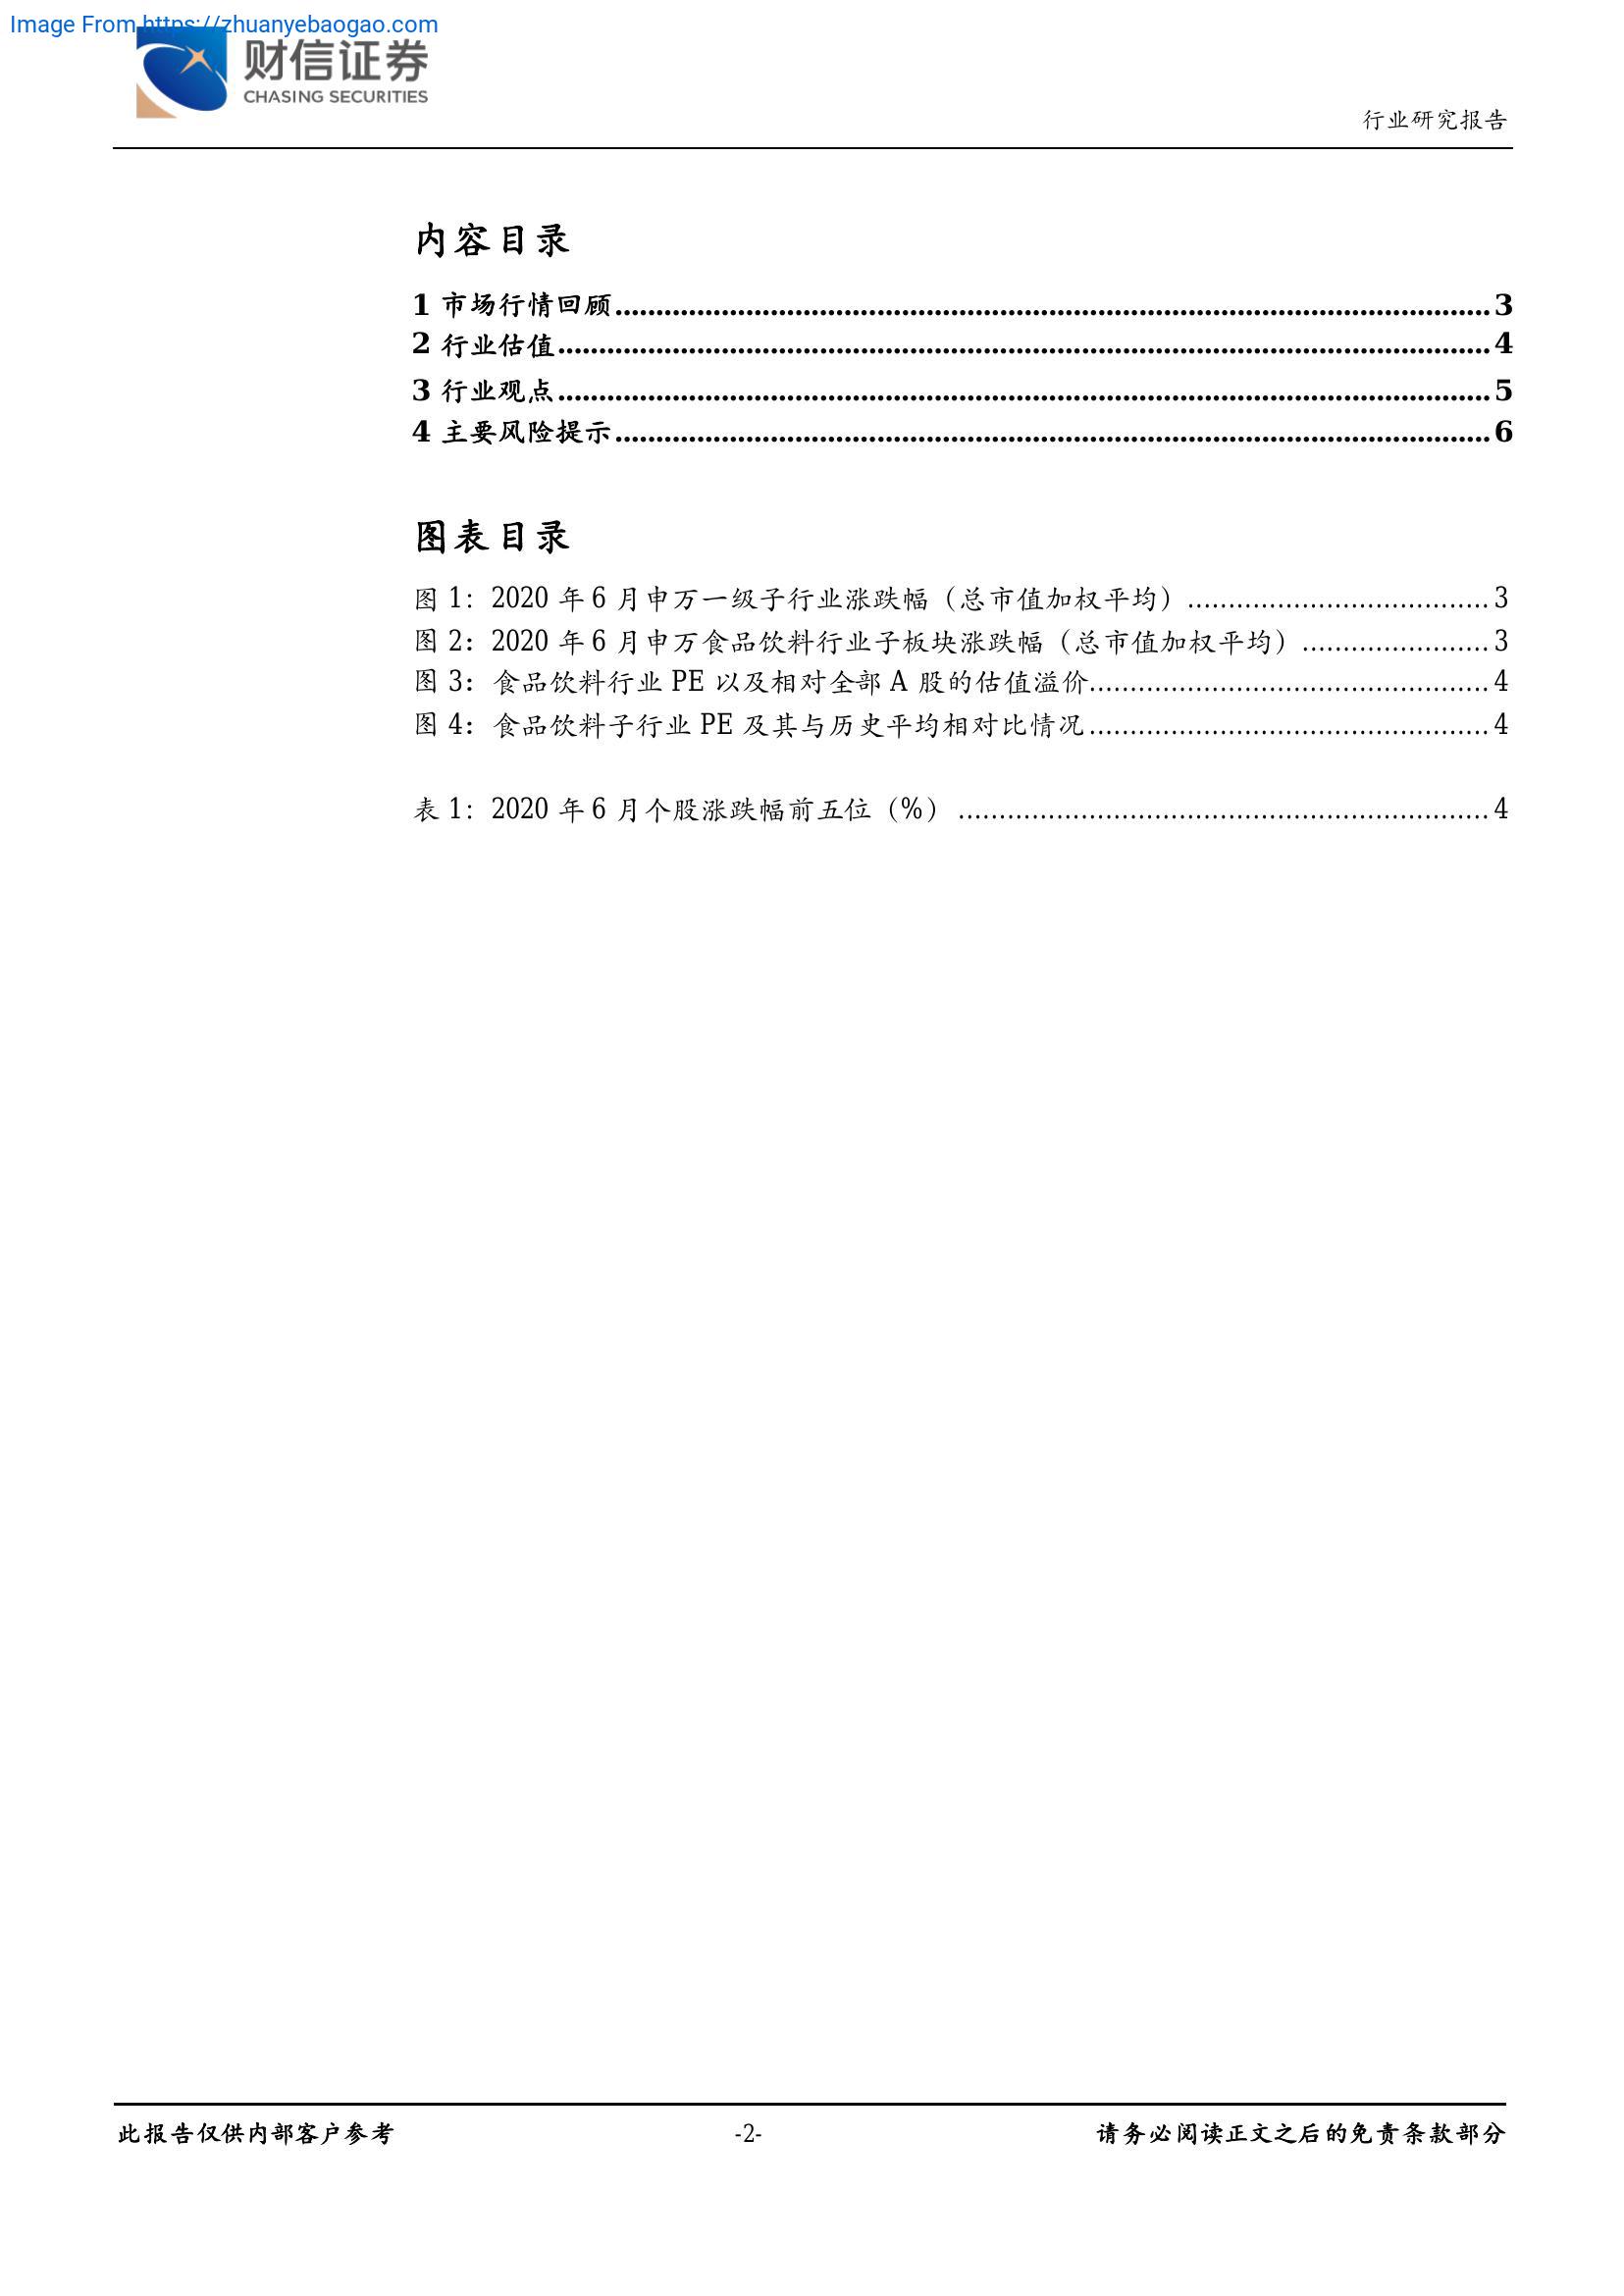 Image From https://zhuanyebaogao.com
财信证券
CHASING SECURITIES
行业研究报告
内容目录
1 市场行情回顾........................................................................................................3
2 行业估值........................................................................................................4
3 行业观点........................................................................................................5
4 主要风险提示........................................................................................................6
图表目录
图 1：2020 年 6 月申万一级子行业涨跌幅（总市值加权平均）.....................................3
图 2：2020 年 6 月申万食品饮料行业子板块涨跌幅（总市值加权平均）.......................3
图 3：食品饮料行业 PE 以及相对全部 A 股的估值溢价.................................................4
图 4：食品饮料子行业 PE 及其与历史平均相对比情况.................................................4
表 1：2020 年 6 月个股涨跌幅前五位（%）.................................................................4
此报告仅供内部客户参考
-2-
请务必阅读正文之后的免责条款部分